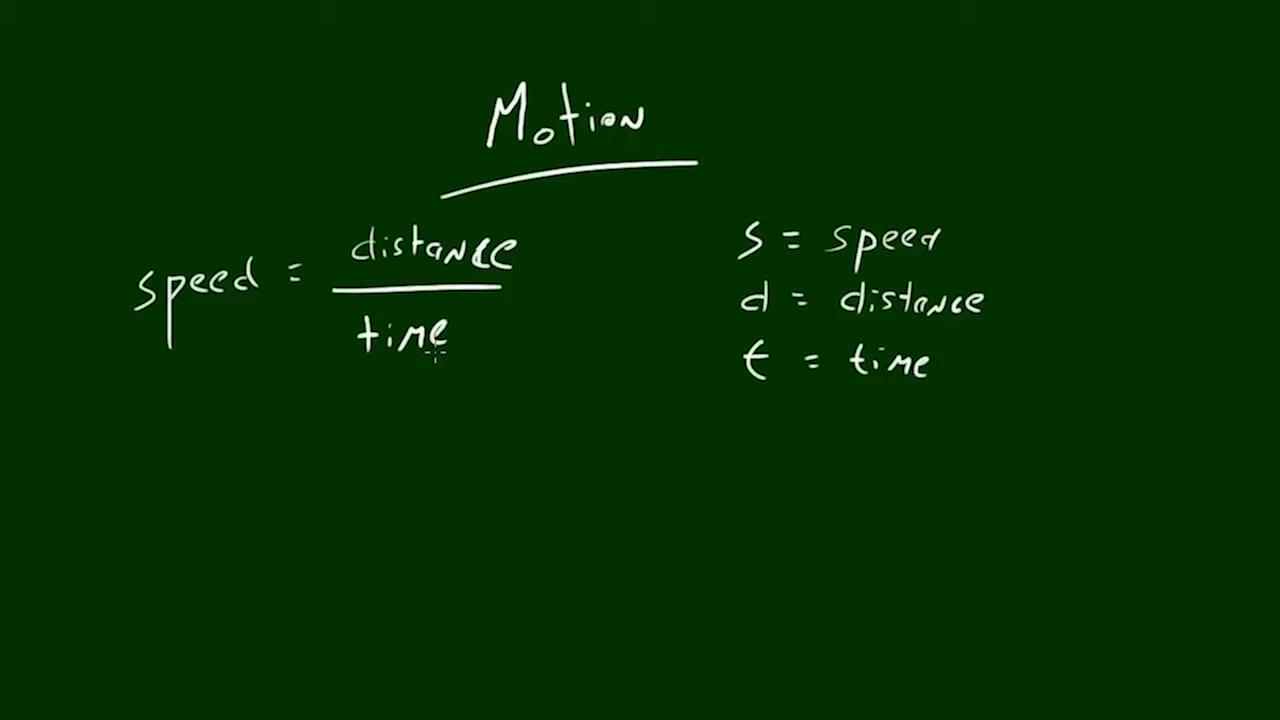 Motion
speed = distance / time
s = speed
d = distance
t = time